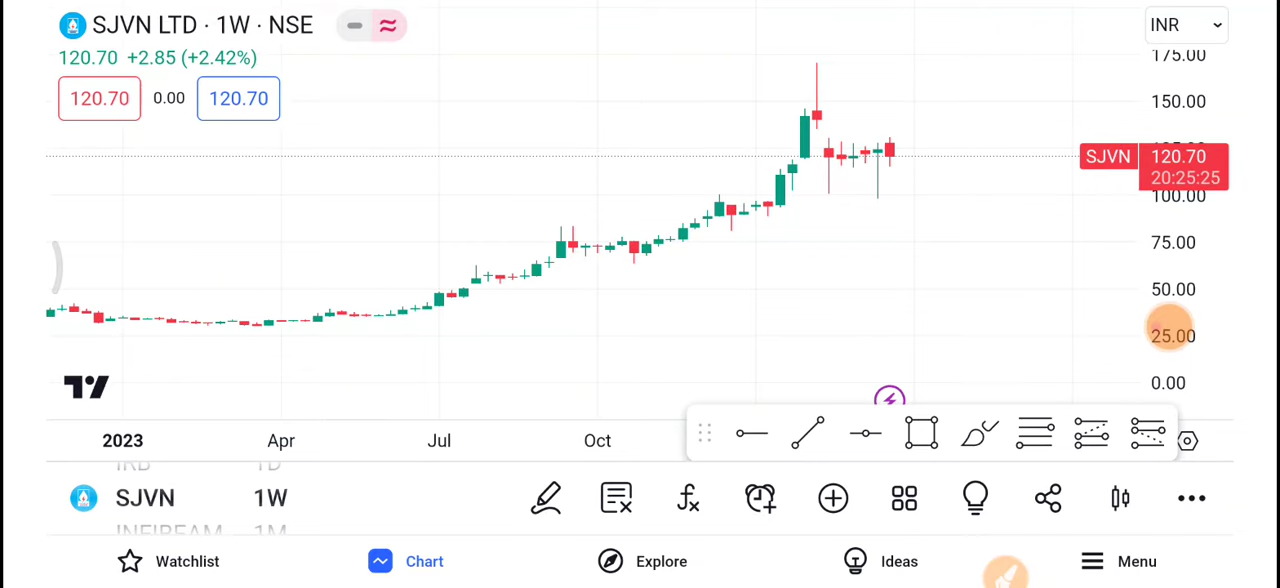 SJVN LTD · 1W · NSE
INR
120.70 +2.85 (+2.42%)
175.00
120.70 0.00 120.70
150.00
SJVN 120.70
20:25:25
100.00
75.00
50.00
25.00
0.00
2023 Apr Jul Oct
IRB 1D
SJVN 1W
INFIBEAM 1M
Watchlist Chart Explore Ideas Menu